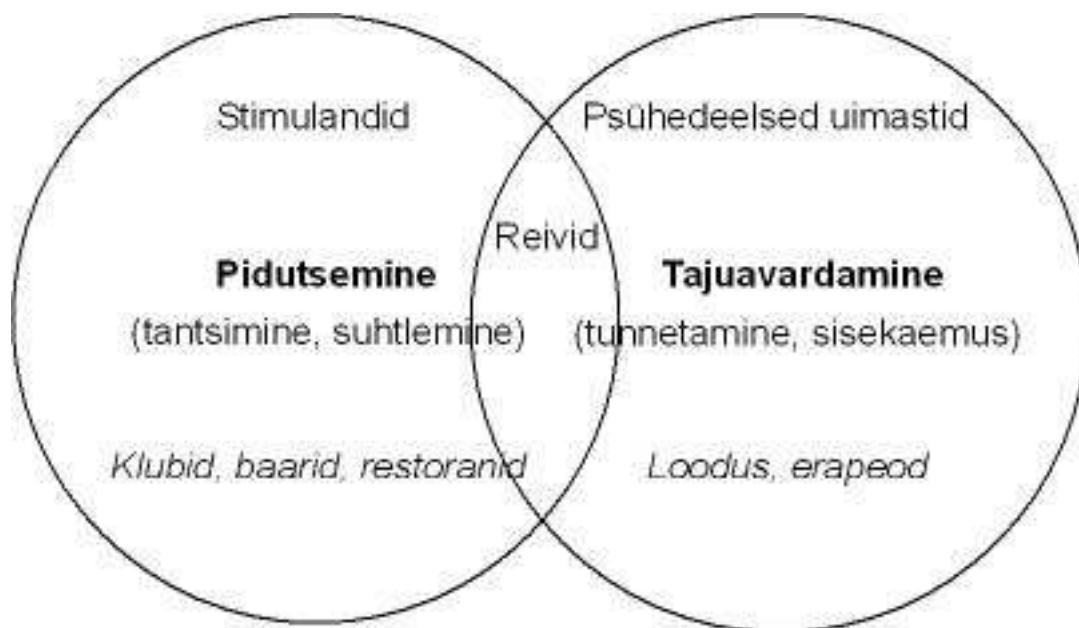 Stimulandid
Psühedeelsed uimastid
Reivid
Pidutsemine
Tajuavardamine
(tantsimine, suhtlemine)
(tunnetamine, sisekaemus)
Klubid, baarid, restoranid
Loodus, erapeod